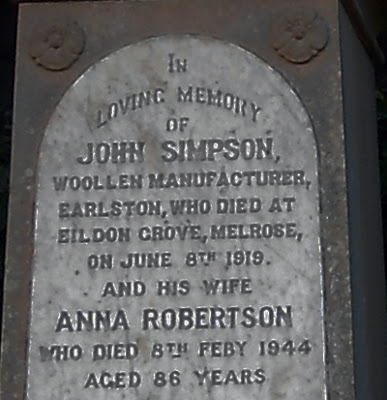 IN
LOVING MEMORY
OF
JOHN SIMPSON,
WOOLLEN MANUFACTURER,
EARLSTON, WHO DIED AT
EILDON GROVE, MELROSE,
ON JUNE 8TH 1919.
AND HIS WIFE
ANNA ROBERTSON
WHO DIED 8TH FEBY 1944
AGED 86 YEARS